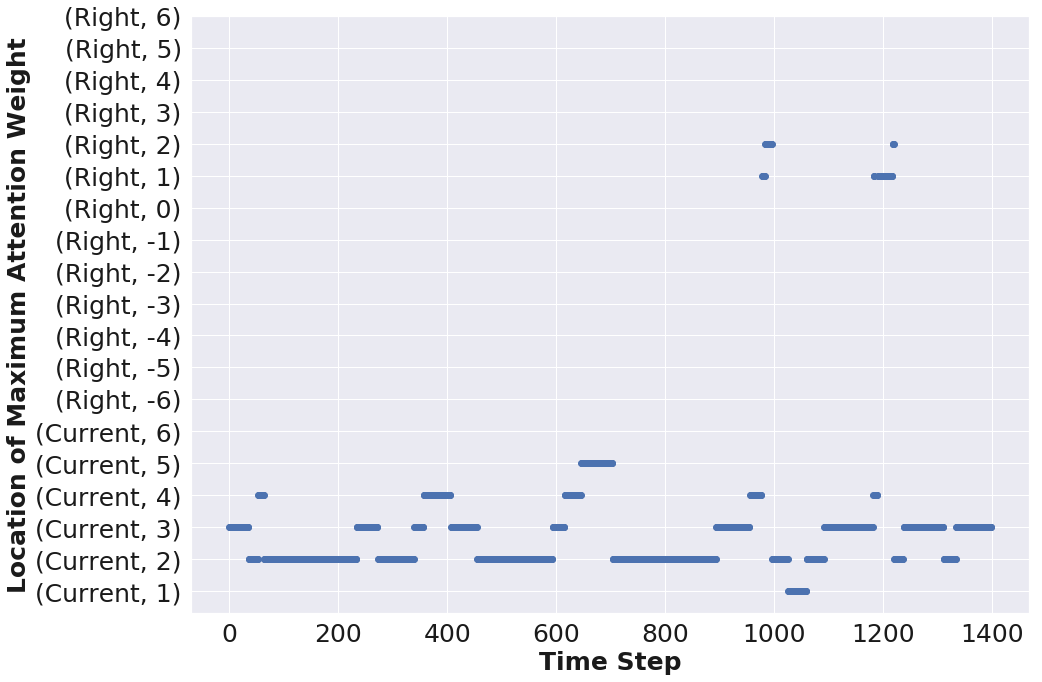 Location of Maximum Attention Weight
(Right, 6)
(Right, 5)
(Right, 4)
(Right, 3)
(Right, 2)
(Right, 1)
(Right, 0)
(Right, -1)
(Right, -2)
(Right, -3)
(Right, -4)
(Right, -5)
(Right, -6)
(Current, 6)
(Current, 5)
(Current, 4)
(Current, 3)
(Current, 2)
(Current, 1)
0 200 400 600 800 1000 1200 1400
Time Step